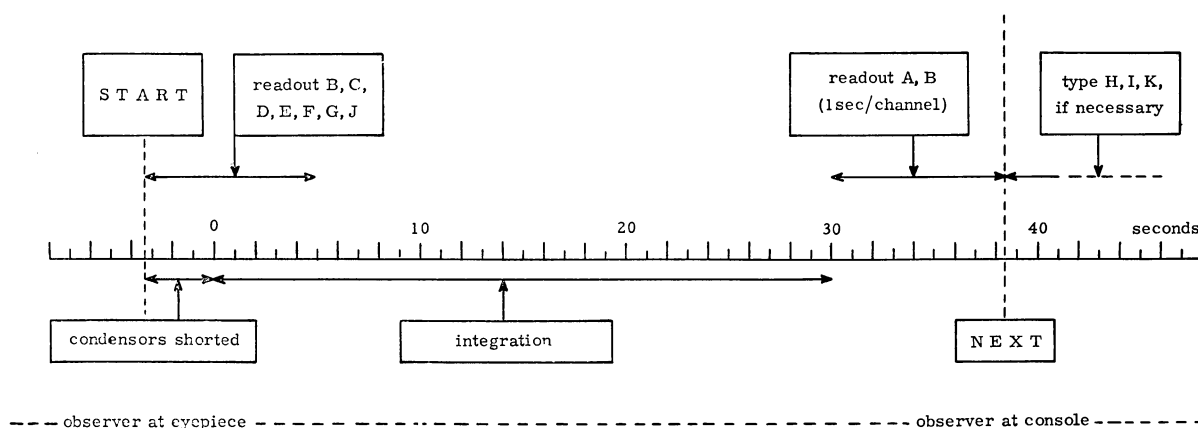 START
readout B, C,
D, E, F, G, J
readout A, B
(1sec/channel)
type H, I, K,
if necessary
0
10
20
30
40
seconds
condensors shorted
integration
NEXT
observer at eyepiece
observer at console